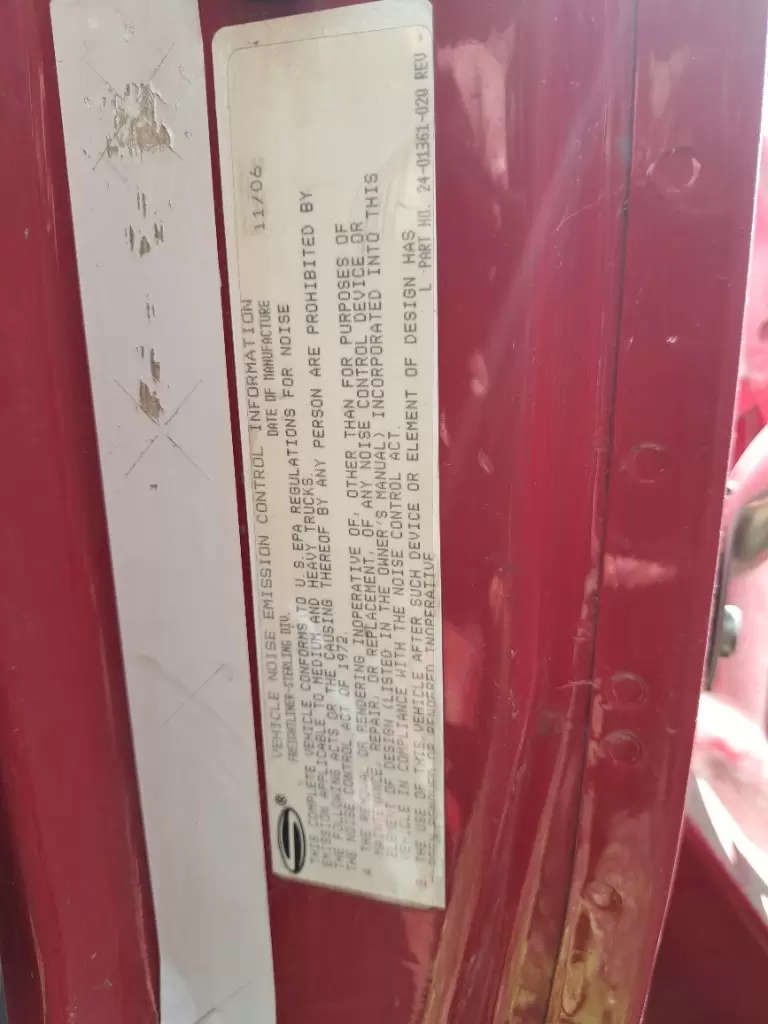 VEHICLE NOISE EMISSION CONTROL INFORMATION
FREIGHTLINER-STERLING DIV. DATE OF MANUFACTURE 11/06
THIS COMPLETE VEHICLE CONFORMS TO U.S.EPA REGULATIONS FOR NOISE
EMISSION APPLICABLE TO MEDIUM AND HEAVY TRUCKS.
THE FOLLOWING ACTS OR THE CAUSING THEREOF BY ANY PERSON ARE PROHIBITED BY
THE NOISE CONTROL ACT OF 1972.
A THE REMOVAL OR RENDERING INOPERATIVE OF, OTHER THAN FOR PURPOSES OF
MAINTENANCE, REPAIR, OR REPLACEMENT, OF ANY NOISE CONTROL DEVICE OR
ELEMENT OF DESIGN (LISTED IN THE OWNER'S MANUAL) INCORPORATED INTO THIS
VEHICLE IN COMPLIANCE WITH THE NOISE CONTROL ACT.
B THE USE OF THIS VEHICLE AFTER SUCH DEVICE OR ELEMENT OF DESIGN HAS
BEEN REMOVED OR RENDERED INOPERATIVE
L PART NO. 24-01361-020 REV -